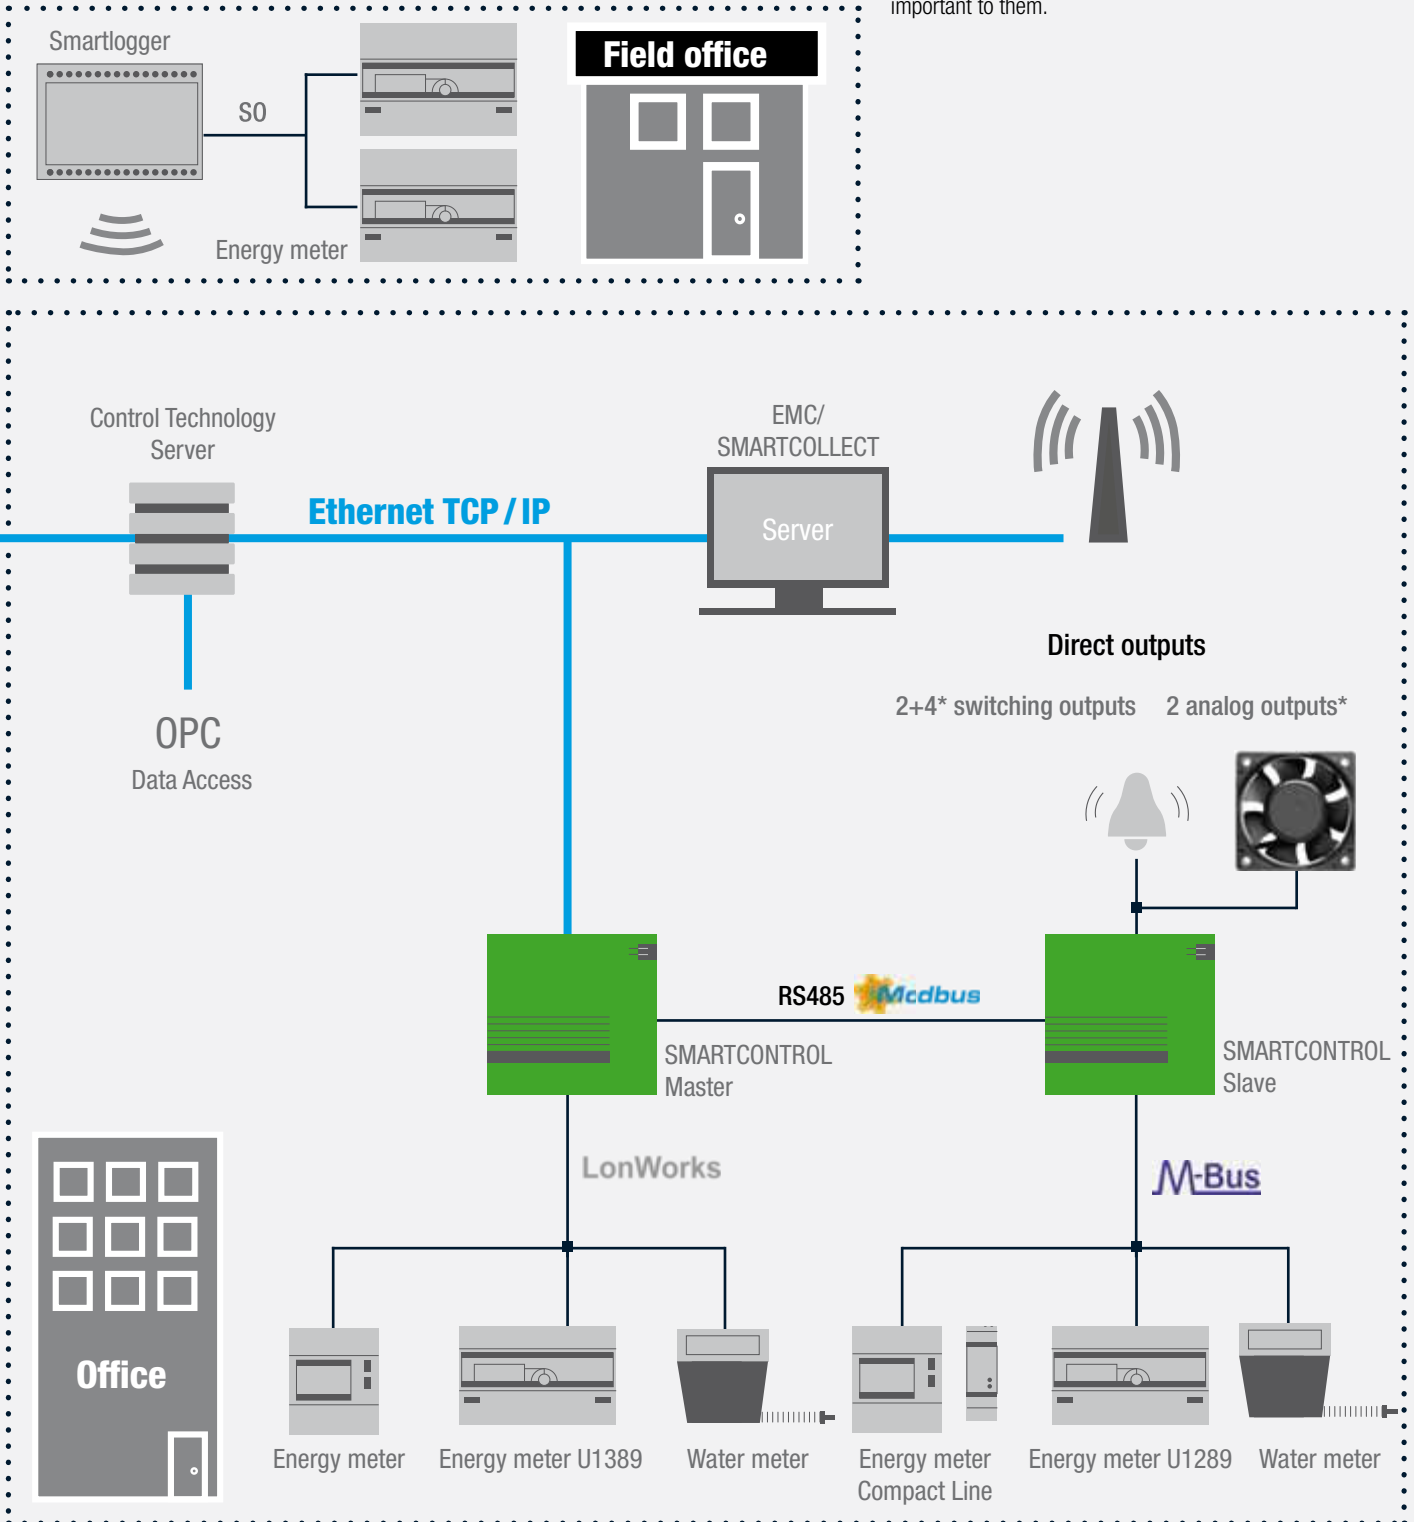 important to them.
Smartlogger
S0
Energy meter
Field office
Control Technology
Server
EMC/
SMARTCOLLECT
Ethernet TCP / IP
Server
Direct outputs
2+4* switching outputs
2 analog outputs*
OPC
Data Access
RS485
Modbus
SMARTCONTROL
Master
SMARTCONTROL
Slave
LonWorks
M-Bus
Office
Energy meter
Energy meter U1389
Water meter
Energy meter
Compact Line
Energy meter U1289
Water meter